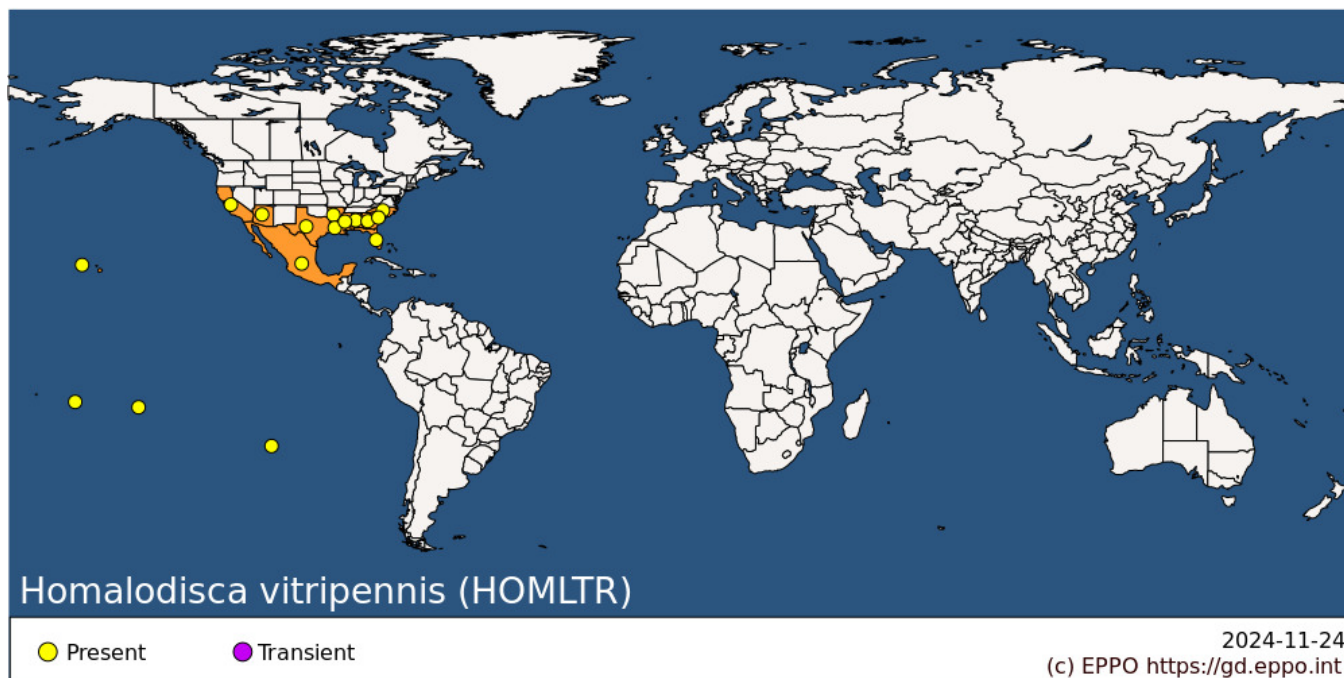 Homalodisca vitripennis (HOMLTR)
Present
Transient
2024-11-24
(c) EPPO https://gd.eppo.int